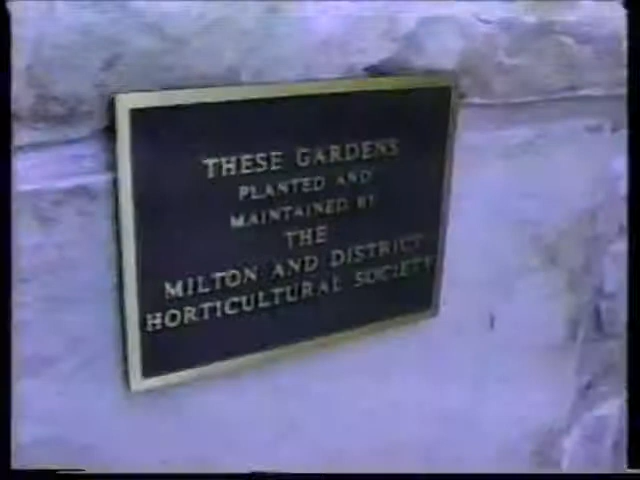 THESE GARDENS
PLANTED AND
MAINTAINED BY
THE
MILTON AND DISTRICT
HORTICULTURAL SOCIETY